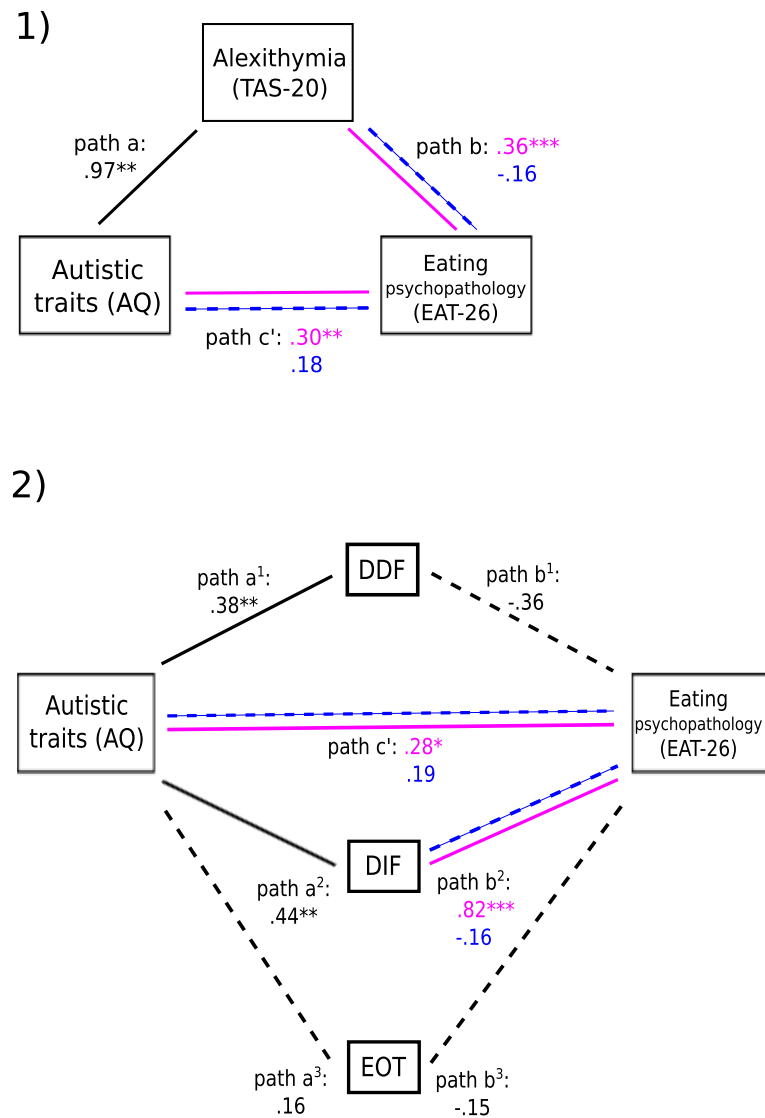 1)
Alexithymia
(TAS-20)
path a:
.97**
path b: .36***
-.16
Autistic
traits (AQ)
Eating
psychopathology
(EAT-26)
path c': .30**
.18
2)
DDF
path a¹:
.38**
path b¹:
-.36
Autistic
traits (AQ)
Eating
psychopathology
(EAT-26)
path c': .28*
.19
DIF
path a²:
.44**
path b²:
.82***
-.16
EOT
path a³:
.16
path b³:
-.15